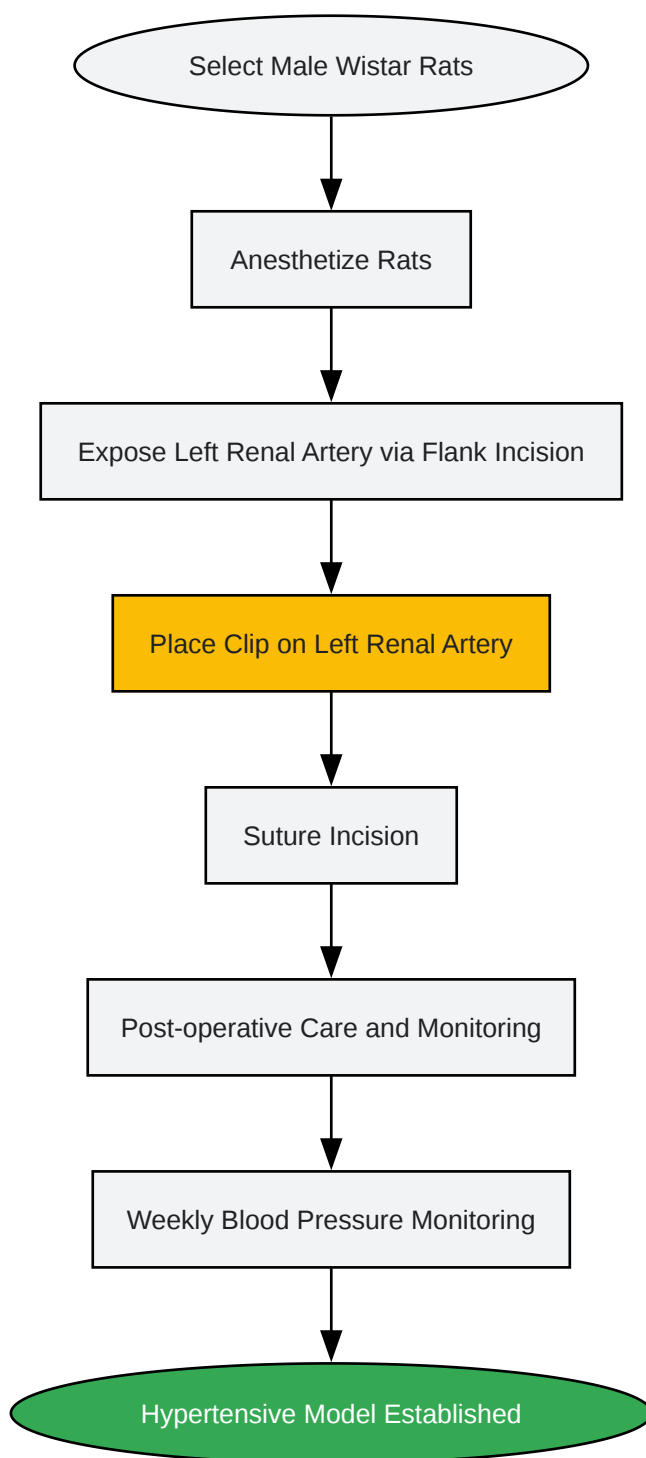 Select Male Wistar Rats
Anesthetize Rats
Expose Left Renal Artery via Flank Incision
Place Clip on Left Renal Artery
Suture Incision
Post-operative Care and Monitoring
Weekly Blood Pressure Monitoring
Hypertensive Model Established